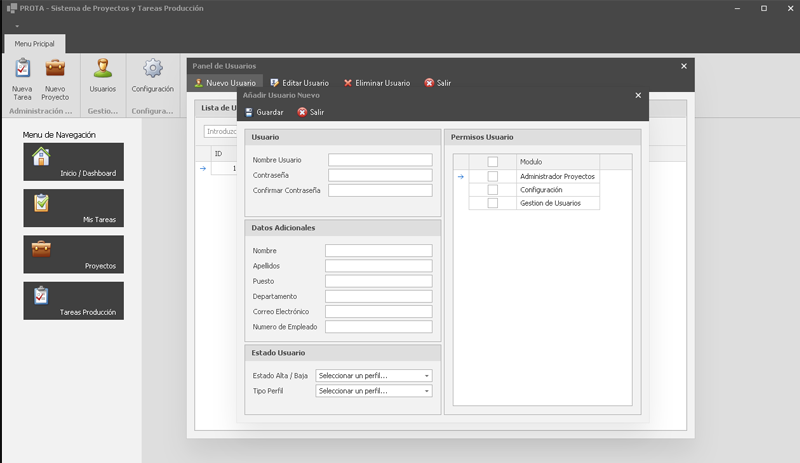 PROTA - Sistema de Proyectos y Tareas Producción
Menu Pricipal
Nueva Tarea
Nuevo Proyecto
Usuarios
Configuración
Administración ...
Gestio...
Configura...
Menu de Navegación
Inicio / Dashboard
Mis Tareas
Proyectos
Tareas Producción
Panel de Usuarios
Nuevo Usuario
Editar Usuario
Eliminar Usuario
Salir
Lista de U
Introduzc
ID
1
Añadir Usuario Nuevo
Guardar
Salir
Usuario
Nombre Usuario
Contraseña
Confirmar Contraseña
Datos Adicionales
Nombre
Apellidos
Puesto
Departamento
Correo Electrónico
Numero de Empleado
Estado Usuario
Estado Alta / Baja
Seleccionar un perfil...
Tipo Perfil
Seleccionar un perfil...
Permisos Usuario
Modulo
Administrador Proyectos
Configuración
Gestion de Usuarios